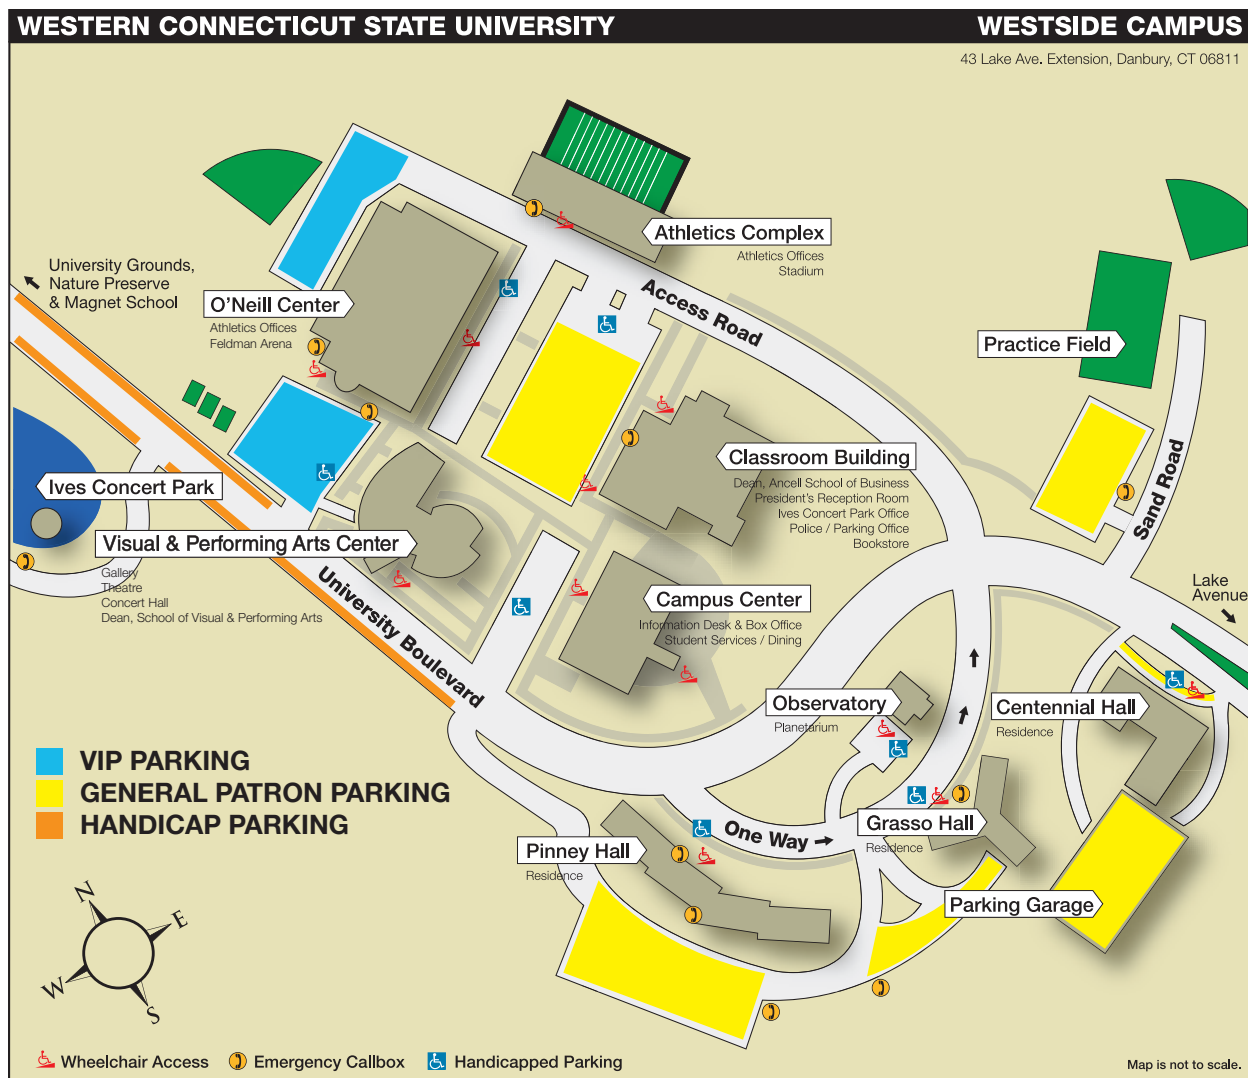 WESTERN CONNECTICUT STATE UNIVERSITY
WESTSIDE CAMPUS
43 Lake Ave. Extension, Danbury, CT 06811
Athletics Complex
Athletics Offices
Stadium
University Grounds,
Nature Preserve
& Magnet School
O'Neill Center
Athletics Offices
Feldman Arena
Access Road
Practice Field
Sand Road
Classroom Building
Dean, Ancell School of Business
President's Reception Room
Ives Concert Park Office
Police / Parking Office
Bookstore
Ives Concert Park
Visual & Performing Arts Center
Gallery
Theatre
Concert Hall
Dean, School of Visual & Performing Arts
University Boulevard
Campus Center
Information Desk & Box Office
Student Services / Dining
Lake
Avenue
Observatory
Planetarium
Centennial Hall
Residence
VIP PARKING
GENERAL PATRON PARKING
HANDICAP PARKING
One Way
Grasso Hall
Residence
Pinney Hall
Residence
Parking Garage
N
E
W
S
Wheelchair Access
Emergency Callbox
Handicapped Parking
Map is not to scale.